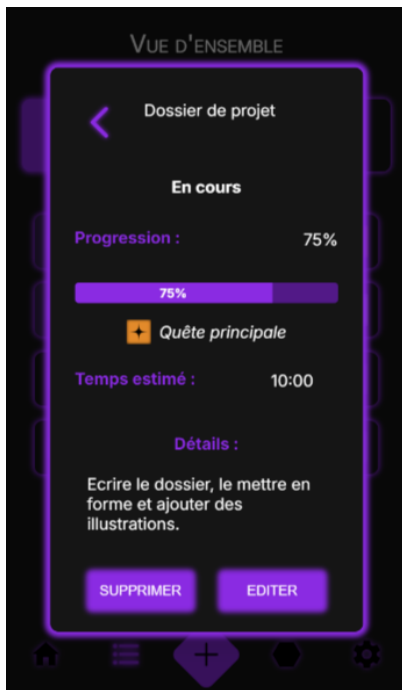 VUE D'ENSEMBLE
Dossier de projet
En cours
Progression : 75%
75%
Quête principale
Temps estimé : 10:00
Détails :
Ecrire le dossier, le mettre en
forme et ajouter des
illustrations.
SUPPRIMER EDITER